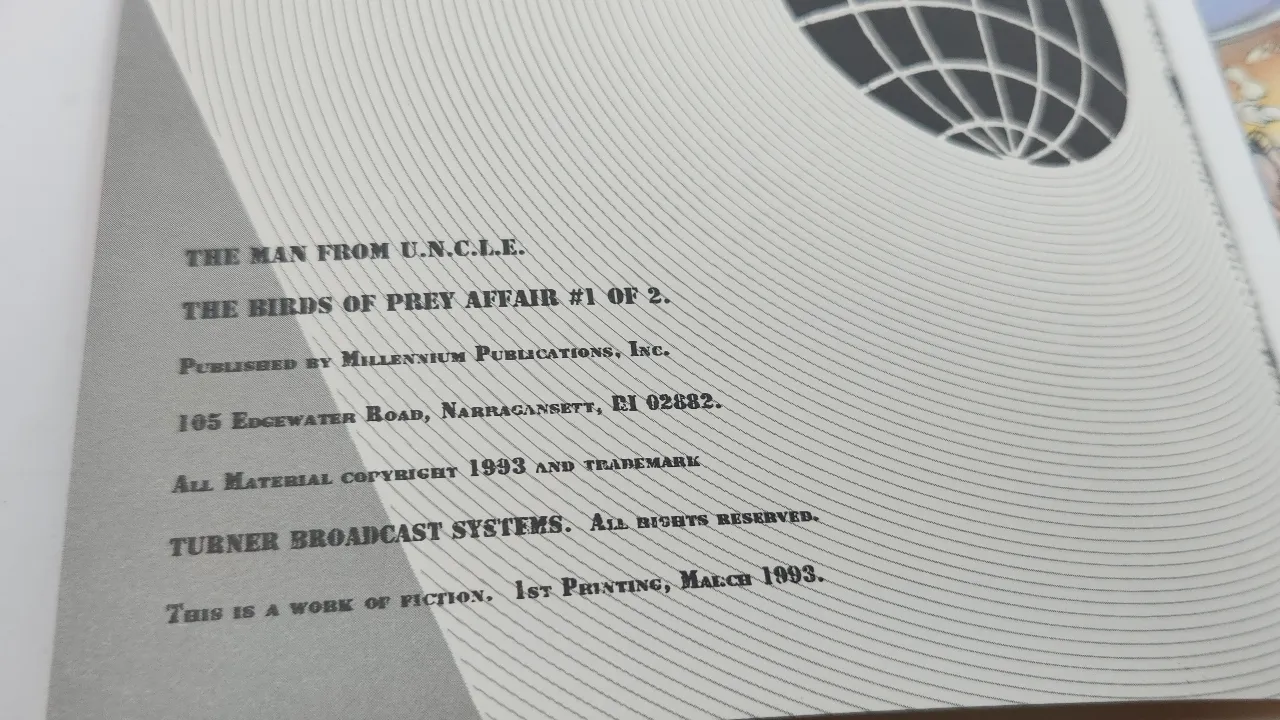 THE MAN FROM U.N.C.L.E.
THE BIRDS OF PREY AFFAIR #1 OF 2.
PUBLISHED BY MILLENNIUM PUBLICATIONS, INC.
105 EDGEWATER ROAD, NARRAGANSETT, RI 02882.
ALL MATERIAL COPYRIGHT 1993 AND TRADEMARK
TURNER BROADCAST SYSTEMS. ALL RIGHTS RESERVED.
THIS IS A WORK OF FICTION. 1ST PRINTING, MARCH 1993.